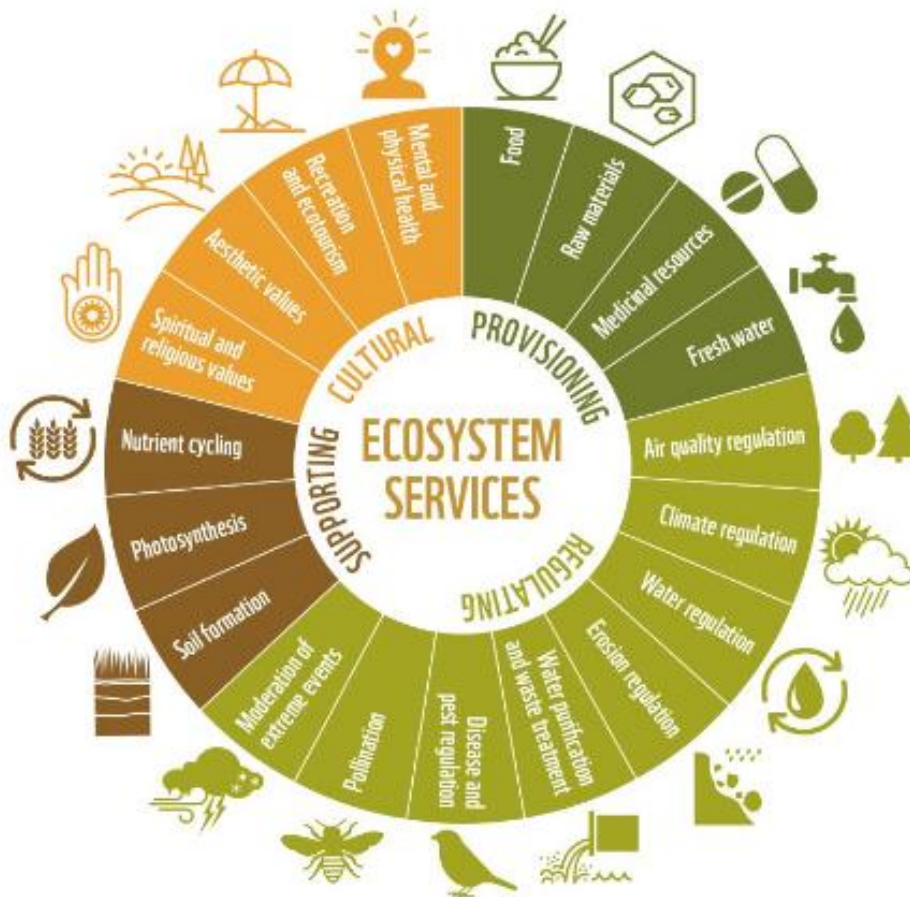 ECOSYSTEM
SERVICES
PROVISIONING
Food
Raw materials
Medicinal resources
Fresh water
REGULATING
Air quality regulation
Climate regulation
Water regulation
Erosion regulation
Water purification
and waste treatment
Disease and
pest regulation
Pollination
Moderation of
extreme events
SUPPORTING
Soil formation
Photosynthesis
Nutrient cycling
CULTURAL
Spiritual and
religious values
Aesthetic values
Recreation
and ecotourism
Mental and
physical health